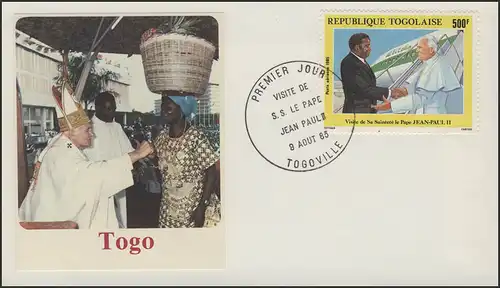 REPUBLIQUE TOGOLAISE
500F
Poste aérienne 1985
Visite de Sa Sainteté le Pape JEAN-PAUL II
PREMIER JOUR
VISITE DE
S.S. LE PAPE
JEAN PAUL II
8 AOUT 85
TOGOVILLE
Togo